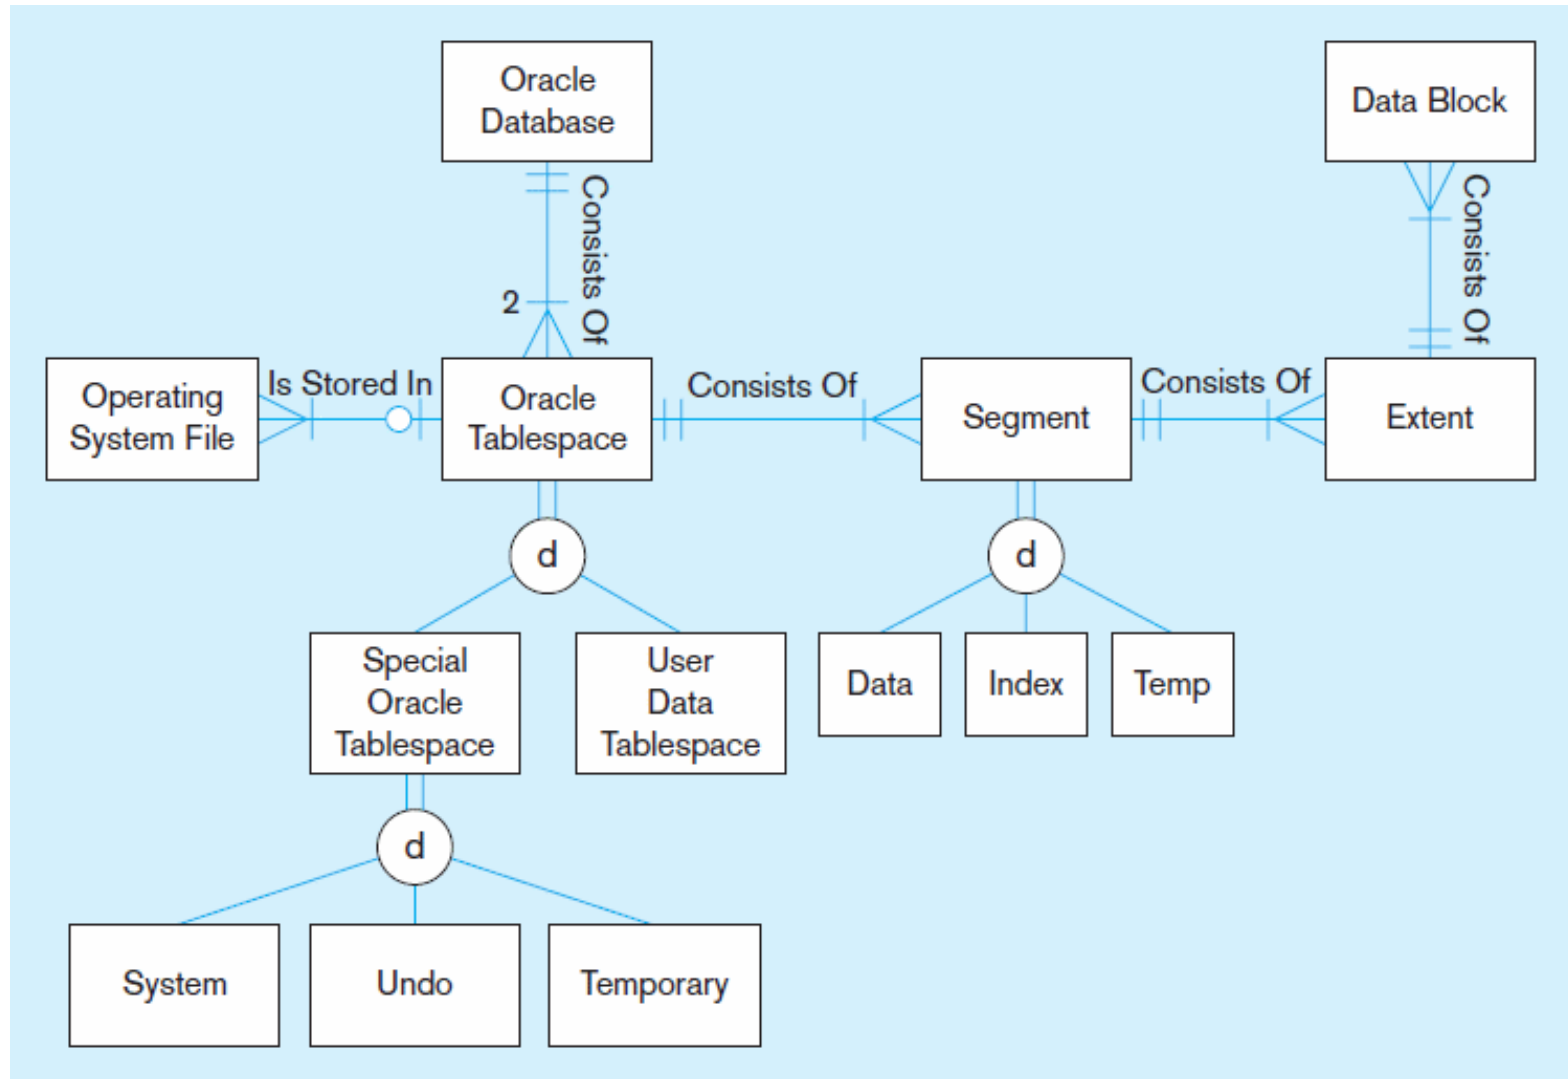 Oracle
Database
Data Block
Consists Of
Consists Of
2
Operating
System File
Is Stored In
Oracle
Tablespace
Consists Of
Segment
Consists Of
Extent
d
d
Special
Oracle
Tablespace
User
Data
Tablespace
Data
Index
Temp
d
System
Undo
Temporary